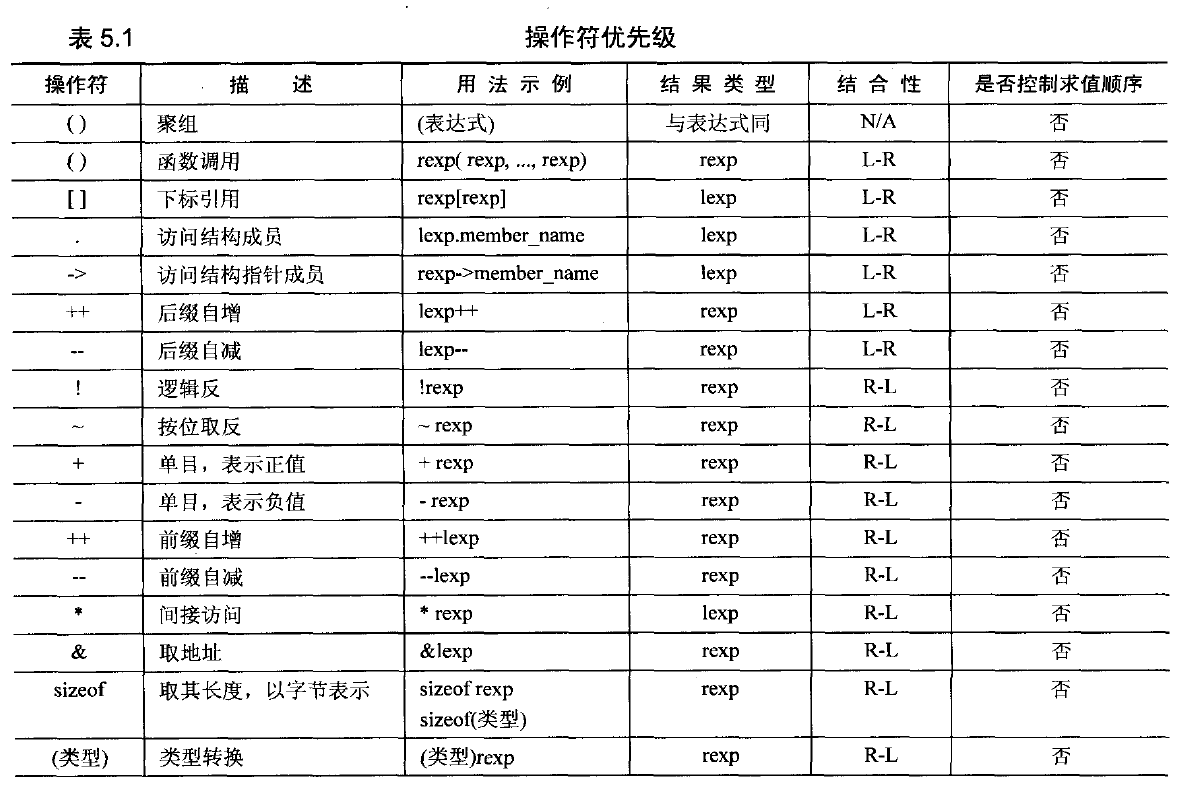 表 5.1 操作符优先级
操作符 描 述 用 法 示 例 结 果 类 型 结 合 性 是否控制求值顺序
( ) 聚组 (表达式) 与表达式同 N/A 否
( ) 函数调用 rexp( rexp, ..., rexp) rexp L-R 否
[ ] 下标引用 rexp[rexp] lexp L-R 否
. 访问结构成员 lexp.member_name lexp L-R 否
-> 访问结构指针成员 rexp->member_name lexp L-R 否
++ 后缀自增 lexp++ rexp L-R 否
-- 后缀自减 lexp-- rexp L-R 否
! 逻辑反 !rexp rexp R-L 否
~ 按位取反 ~ rexp rexp R-L 否
+ 单目，表示正值 + rexp rexp R-L 否
- 单目，表示负值 - rexp rexp R-L 否
++ 前缀自增 ++lexp rexp R-L 否
-- 前缀自减 --lexp rexp R-L 否
* 间接访问 * rexp lexp R-L 否
& 取地址 &lexp rexp R-L 否
sizeof 取其长度，以字节表示 sizeof rexp rexp R-L 否
sizeof(类型)
(类型) 类型转换 (类型)rexp rexp R-L 否